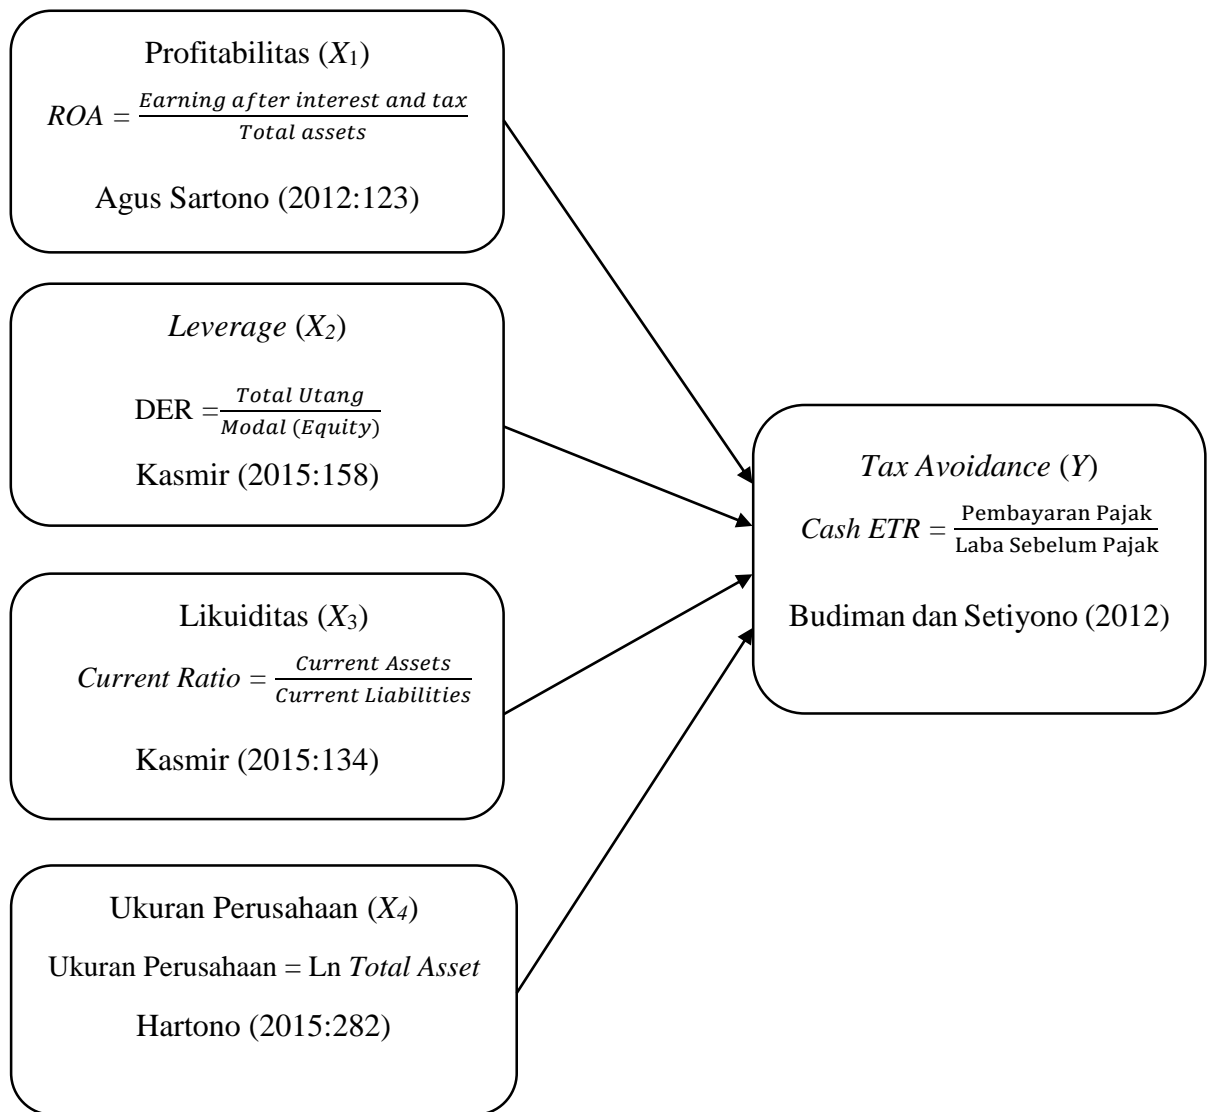 Profitabilitas (X1)
ROA = Earning after interest and tax
Total assets
Agus Sartono (2012:123)
Leverage (X2)
DER = Total Utang
Modal (Equity)
Kasmir (2015:158)
Likuiditas (X3)
Current Ratio = Current Assets
Current Liabilities
Kasmir (2015:134)
Ukuran Perusahaan (X4)
Ukuran Perusahaan = Ln Total Asset
Hartono (2015:282)
Tax Avoidance (Y)
Cash ETR = Pembayaran Pajak
Laba Sebelum Pajak
Budiman dan Setiyono (2012)